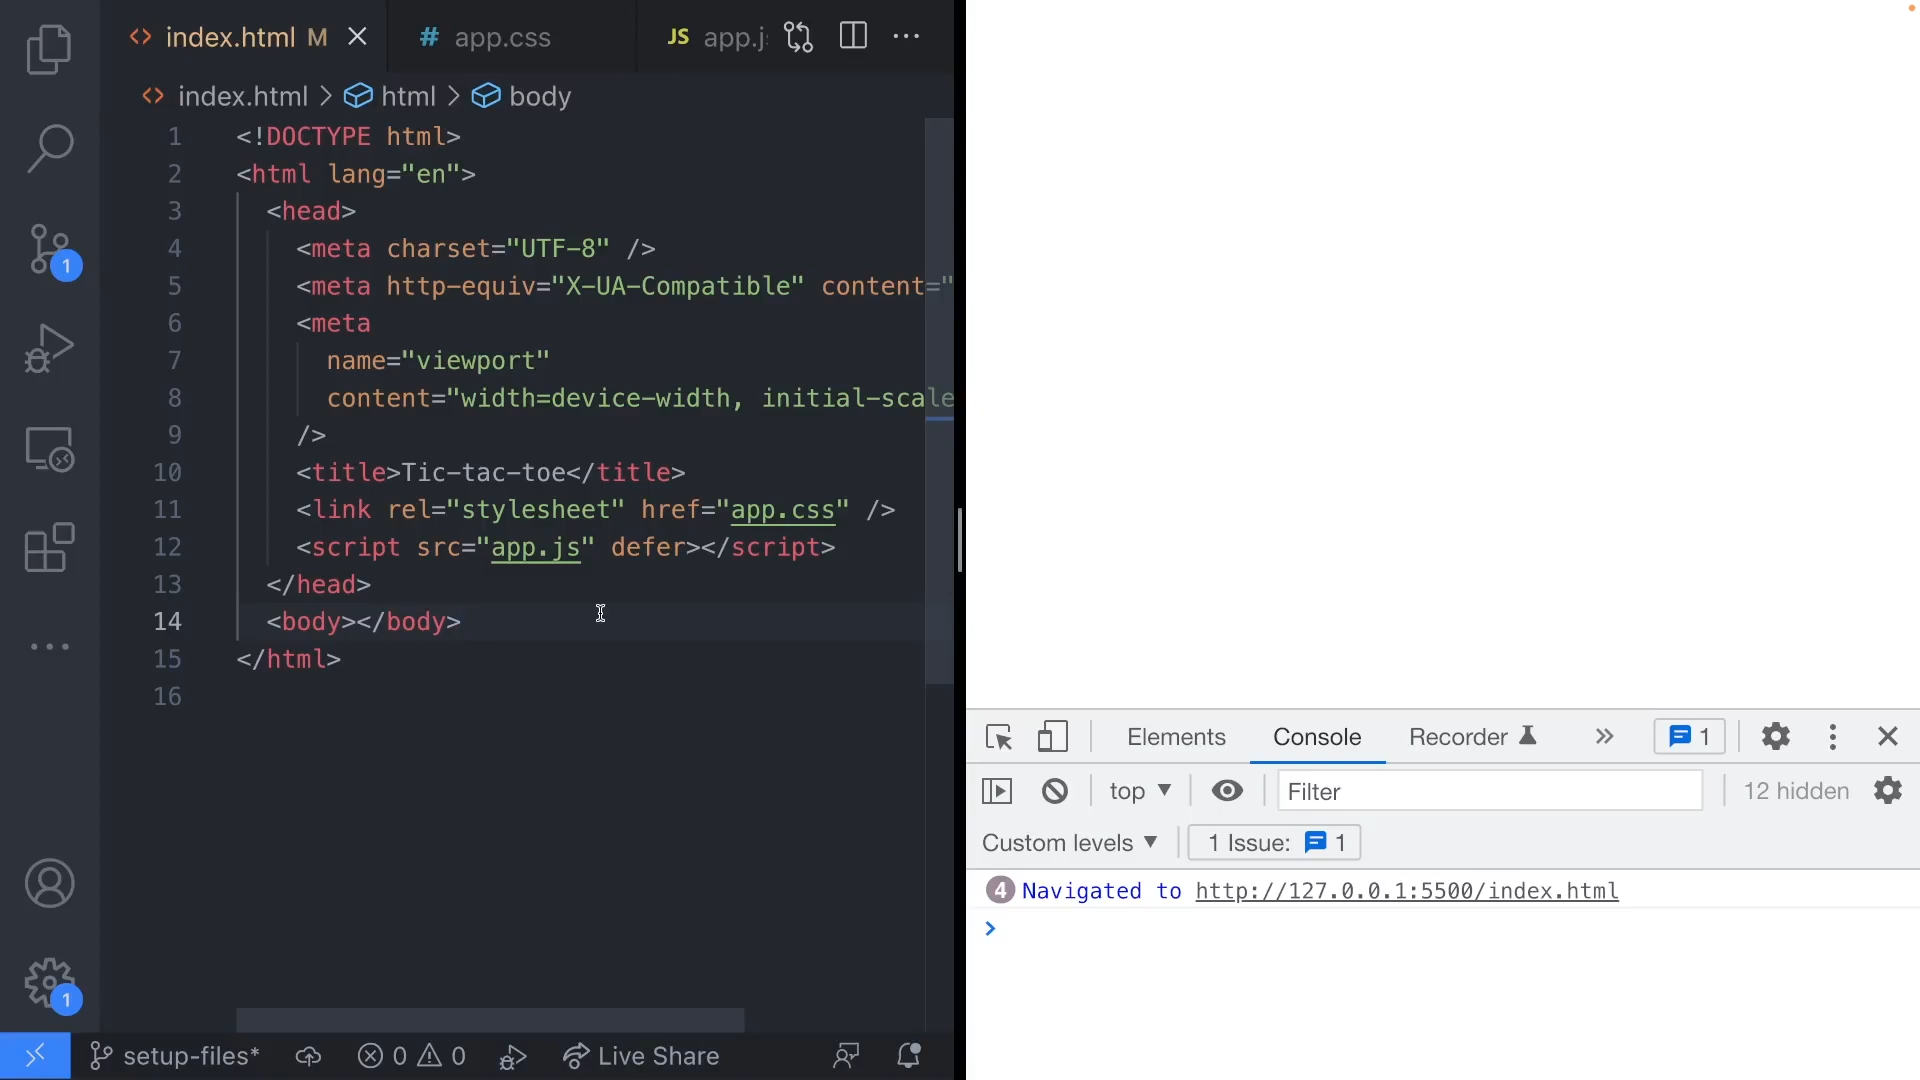 index.html M
app.css
JS app.j
index.html > html > body
1 <!DOCTYPE html>
2 <html lang="en">
3 <head>
4 <meta charset="UTF-8" />
5 <meta http-equiv="X-UA-Compatible" content="
6 <meta
7 name="viewport"
8 content="width=device-width, initial-scale
9 />
10 <title>Tic-tac-toe</title>
11 <link rel="stylesheet" href="app.css" />
12 <script src="app.js" defer></script>
13 </head>
14 <body></body>
15 </html>
16
1
1
setup-files*
0 0
Live Share
Elements
Console
Recorder
1
top
Filter
12 hidden
Custom levels
1 Issue: 1
4 Navigated to http://127.0.0.1:5500/index.html